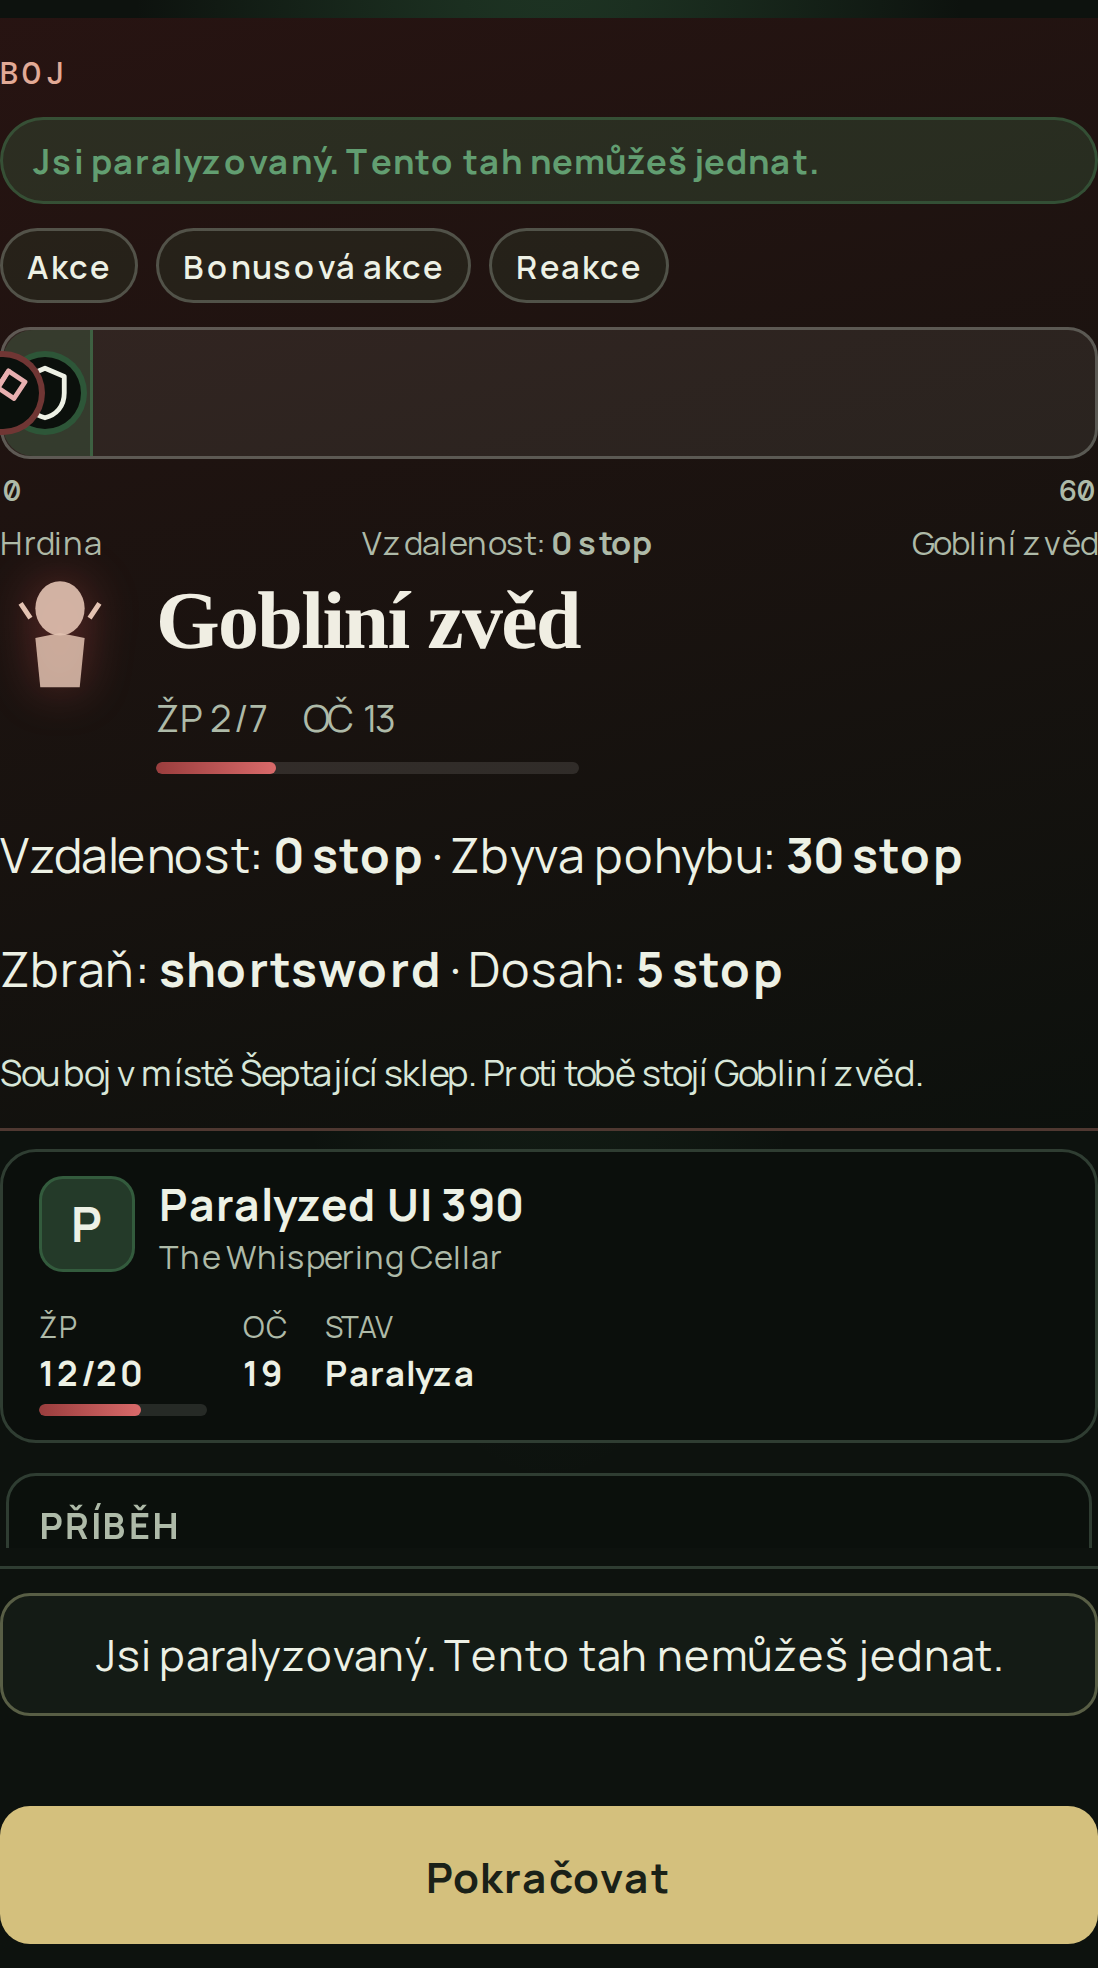 BOJ
Jsi paralyzovaný. Tento tah nemůžeš jednat.
Akce Bonusová akce Reakce
0 60
Hrdina Vzdalenost: 0 stop Gobliní zvěd
Gobliní zvěd
ŽP 2/7 OČ 13
Vzdalenost: 0 stop · Zbyva pohybu: 30 stop
Zbraň: shortsword · Dosah: 5 stop
Souboj v místě Šeptající sklep. Proti tobě stojí Gobliní zvěd.
P Paralyzed UI 390
The Whispering Cellar
ŽP OČ STAV
12/20 19 Paralyza
PŘÍBĚH
Jsi paralyzovaný. Tento tah nemůžeš jednat.
Pokračovat